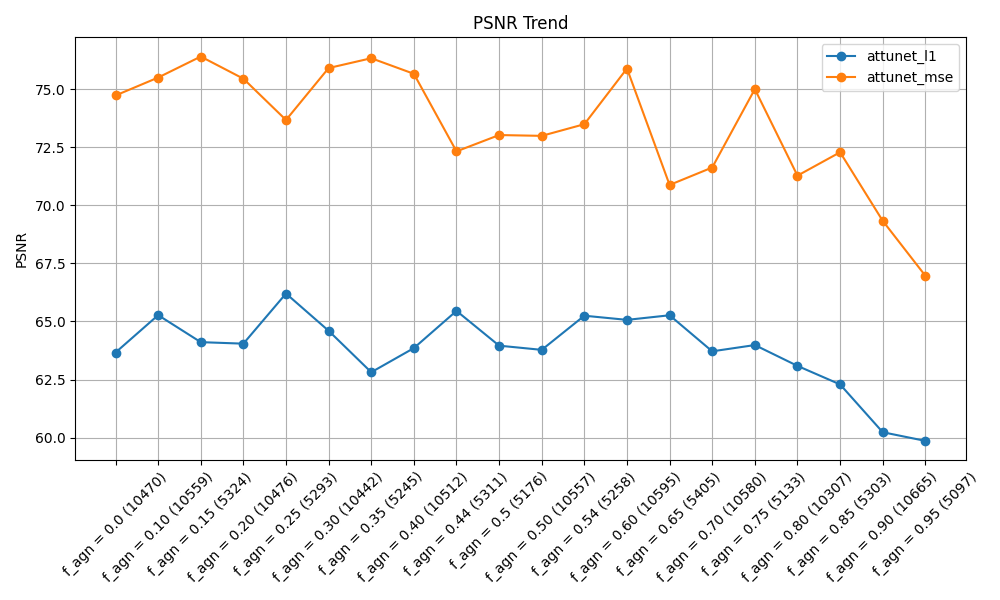 PSNR Trend
attunet_l1
attunet_mse
PSNR
75.0
72.5
70.0
67.5
65.0
62.5
60.0
f_agn = 0.0 (10470)
f_agn = 0.10 (10559)
f_agn = 0.15 (5324)
f_agn = 0.20 (10476)
f_agn = 0.25 (5293)
f_agn = 0.30 (10442)
f_agn = 0.35 (5245)
f_agn = 0.40 (10512)
f_agn = 0.44 (5311)
f_agn = 0.5 (5176)
f_agn = 0.50 (10557)
f_agn = 0.54 (5258)
f_agn = 0.60 (10595)
f_agn = 0.65 (5405)
f_agn = 0.70 (10580)
f_agn = 0.75 (5133)
f_agn = 0.80 (10307)
f_agn = 0.85 (5303)
f_agn = 0.90 (10665)
f_agn = 0.95 (5097)